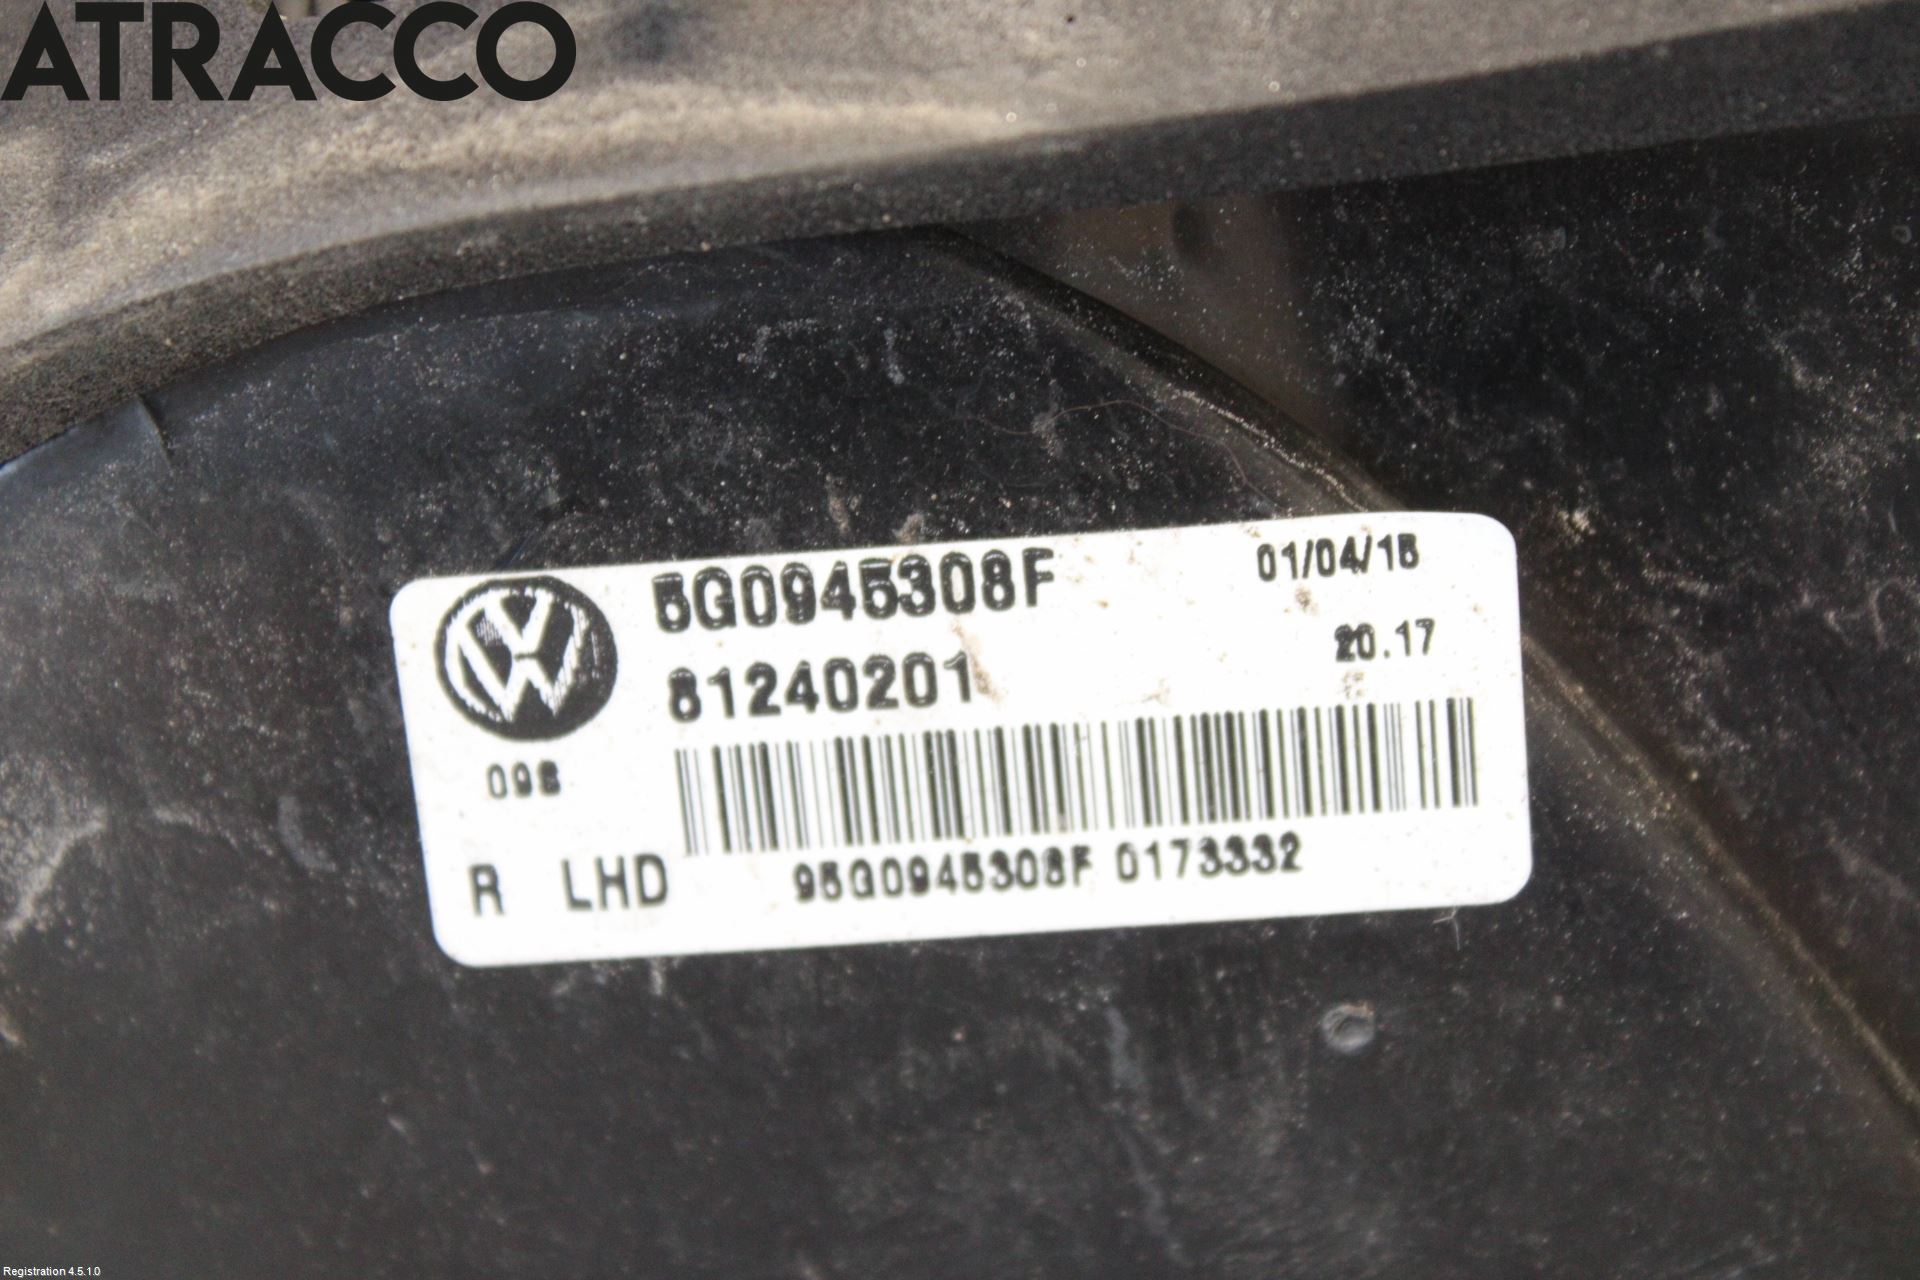 ATRACCO
5G0945308F
01/04/15
20.17
81240201
098
R LHD
95G0945308F 0173332
Registration 4.5.1.0